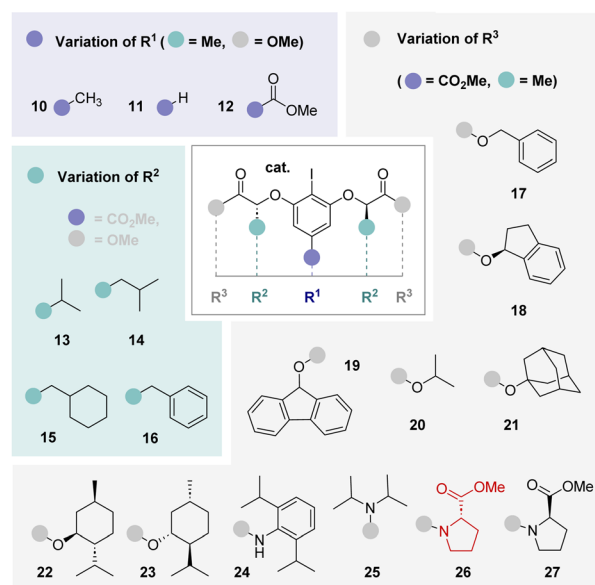 Variation of R¹ ( = Me, = OMe)
10 CH₃ 11 H 12 O OMe
Variation of R³
( = CO₂Me, = Me)
O
17
O
18
Variation of R²
= CO₂Me,
= OMe
13 14
15 16
cat.
O O I O O
R³ R² R¹ R² R³
O 19
O
20
O
21
O
22
O
23
NH
24
N
25
O OMe
N
26
O OMe
N
27